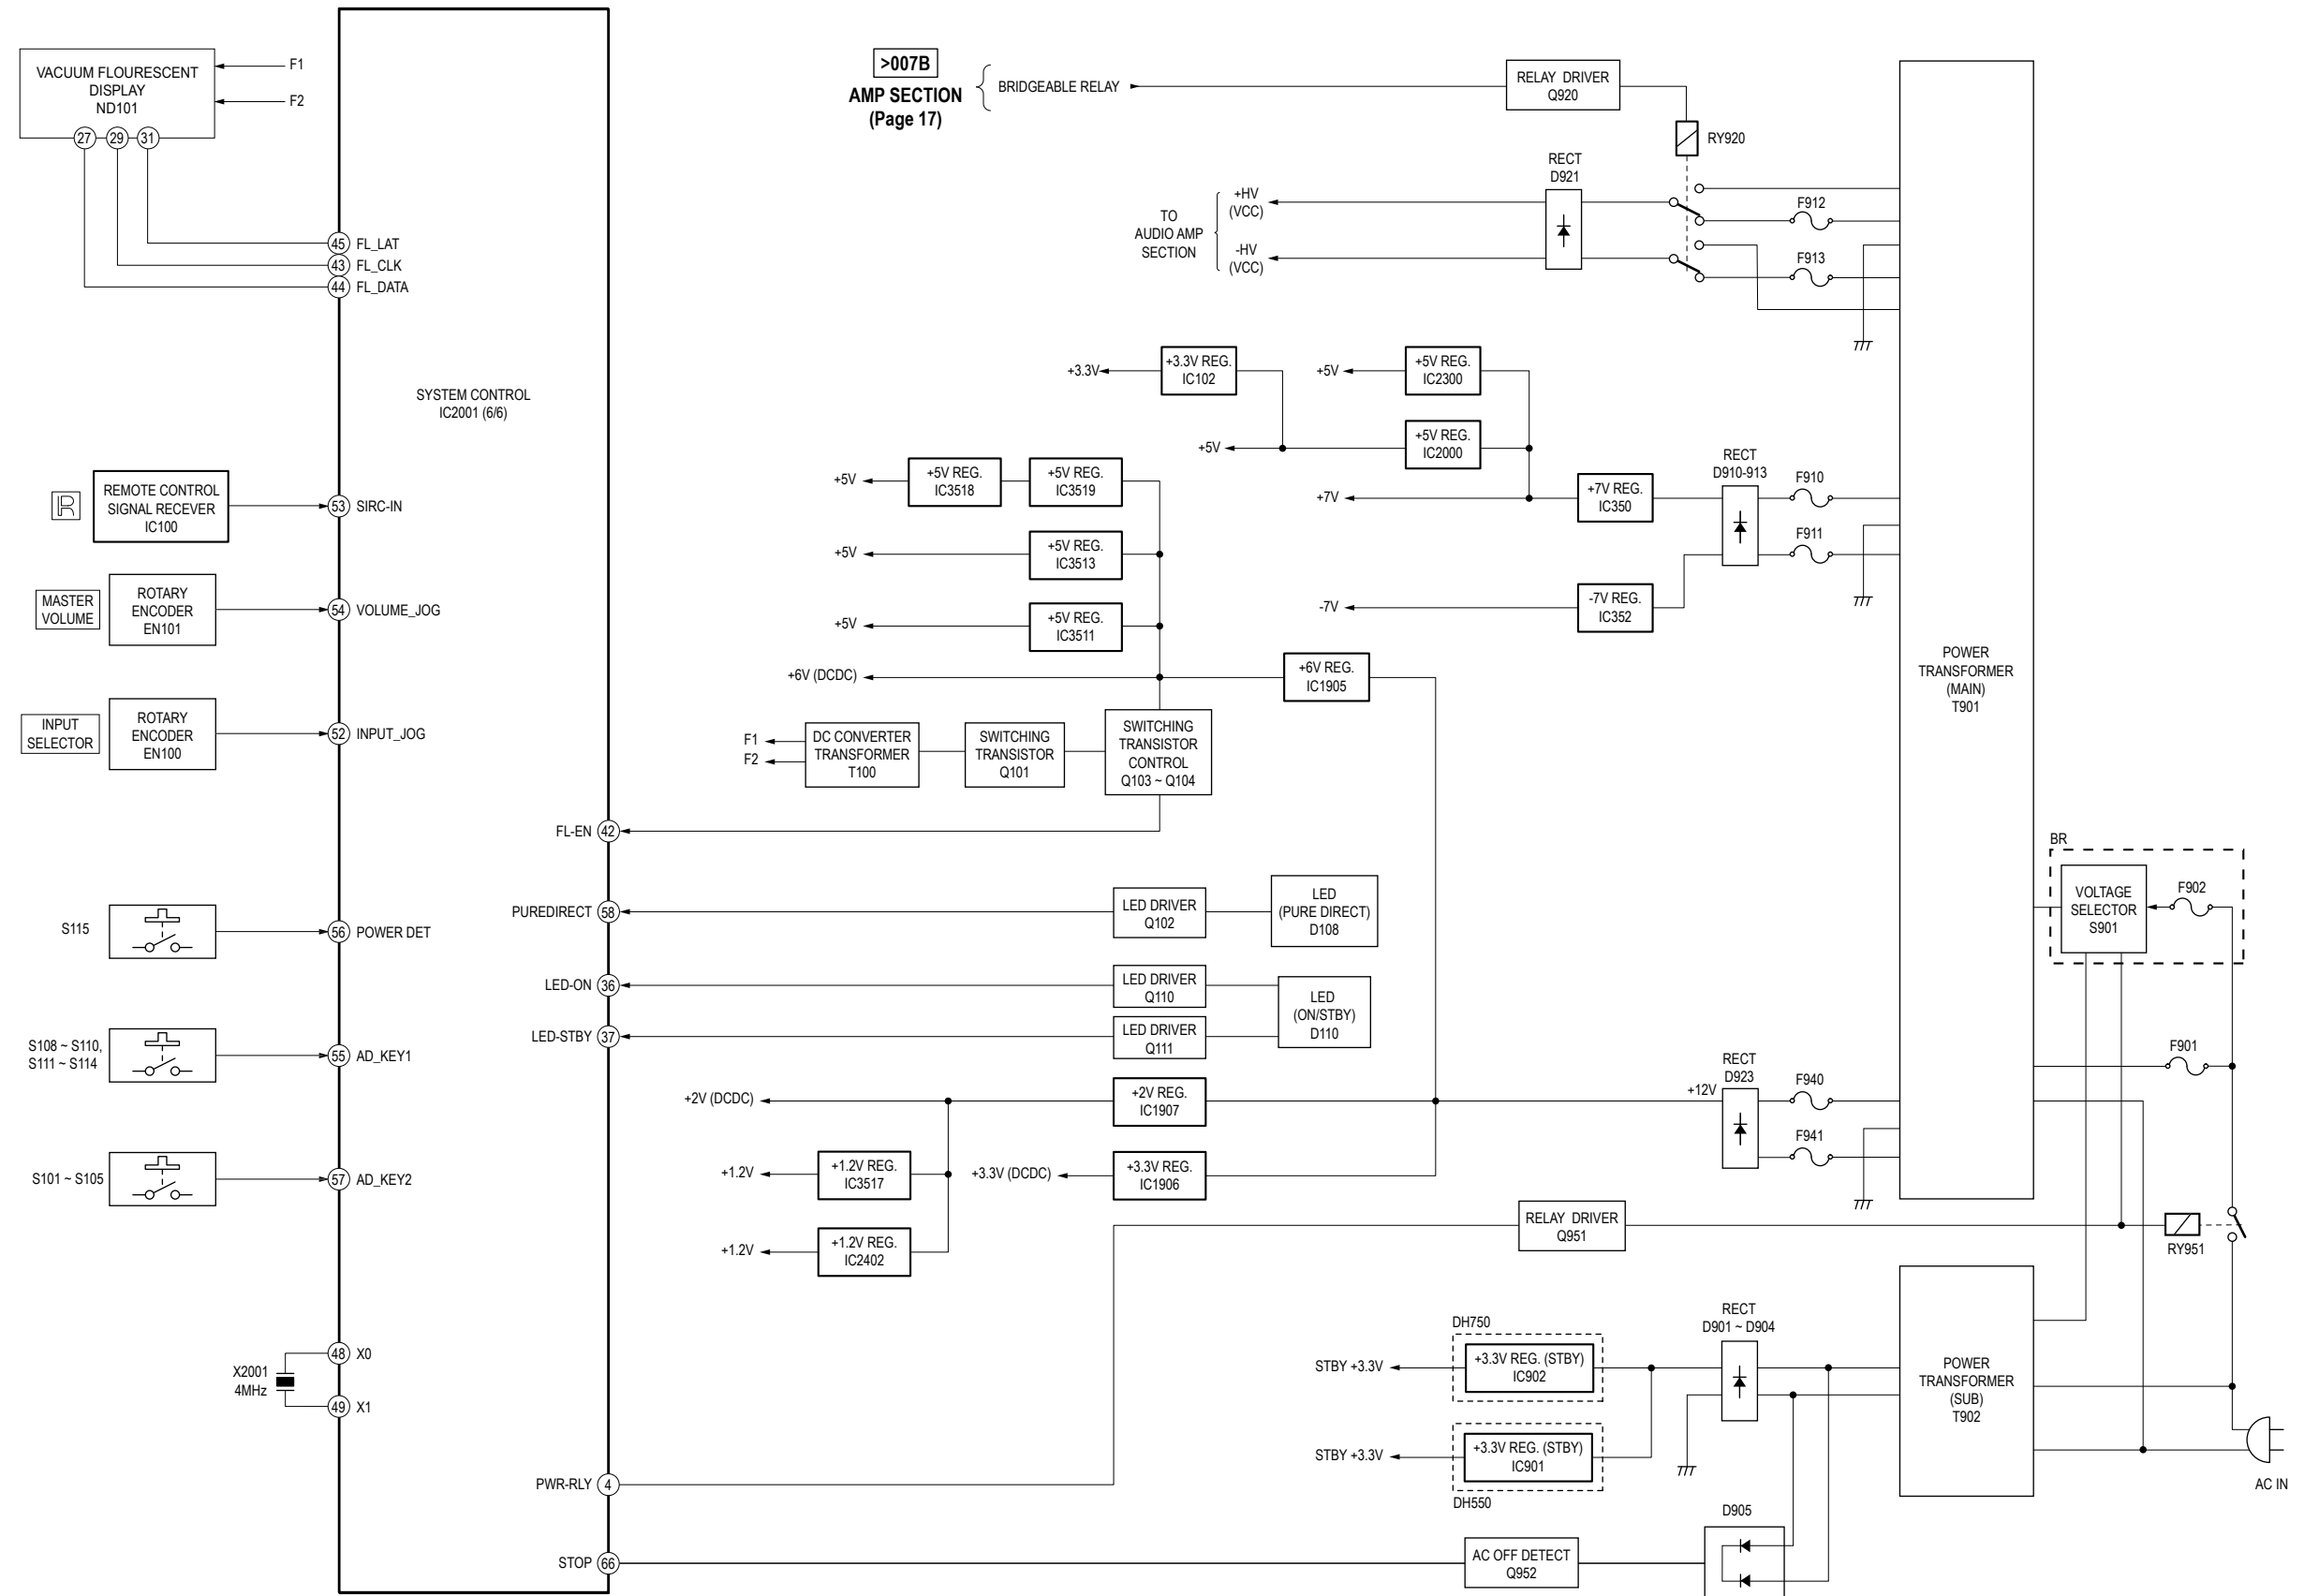 VACUUM FLOURESCENT
DISPLAY
ND101
F1
F2
27
29
31
45 FL_LAT
43 FL_CLK
44 FL_DATA
SYSTEM CONTROL
IC2001 (6/6)
R
REMOTE CONTROL
SIGNAL RECEVER
IC100
53 SIRC-IN
MASTER
VOLUME
ROTARY
ENCODER
EN101
54 VOLUME_JOG
INPUT
SELECTOR
ROTARY
ENCODER
EN100
52 INPUT_JOG
FL-EN 42
PUREDIRECT 58
S115
56 POWER DET
LED-ON 36
LED-STBY 37
S108 ~ S110,
S111 ~ S114
55 AD_KEY1
S101 ~ S105
57 AD_KEY2
X2001
4MHz
48 X0
49 X1
PWR-RLY 4
STOP 66
>007B
AMP SECTION
(Page 17)
BRIDGEABLE RELAY
RELAY DRIVER
Q920
RY920
RECT
D921
TO
AUDIO AMP
SECTION
+HV
(VCC)
-HV
(VCC)
F912
F913
+3.3V
+3.3V REG.
IC102
+5V
+5V REG.
IC2300
+5V
+5V REG.
IC2000
RECT
D910-913
F910
F911
+7V
+7V REG.
IC350
-7V
-7V REG.
IC352
+5V
+5V REG.
IC3518
+5V REG.
IC3519
+5V
+5V REG.
IC3513
+5V
+5V REG.
IC3511
+6V (DCDC)
+6V REG.
IC1905
F1
F2
DC CONVERTER
TRANSFORMER
T100
SWITCHING
TRANSISTOR
Q101
SWITCHING
TRANSISTOR
CONTROL
Q103 ~ Q104
POWER
TRANSFORMER
(MAIN)
T901
BR
VOLTAGE
SELECTOR
S901
F902
F901
LED DRIVER
Q102
LED
(PURE DIRECT)
D108
LED DRIVER
Q110
LED DRIVER
Q111
LED
(ON/STBY)
D110
+2V (DCDC)
+2V REG.
IC1907
+12V
RECT
D923
F940
F941
+1.2V
+1.2V REG.
IC3517
+3.3V (DCDC)
+3.3V REG.
IC1906
+1.2V
+1.2V REG.
IC2402
RELAY DRIVER
Q951
RY951
DH750
STBY +3.3V
+3.3V REG. (STBY)
IC902
RECT
D901 ~ D904
STBY +3.3V
+3.3V REG. (STBY)
IC901
DH550
POWER
TRANSFORMER
(SUB)
T902
AC IN
D905
AC OFF DETECT
Q952